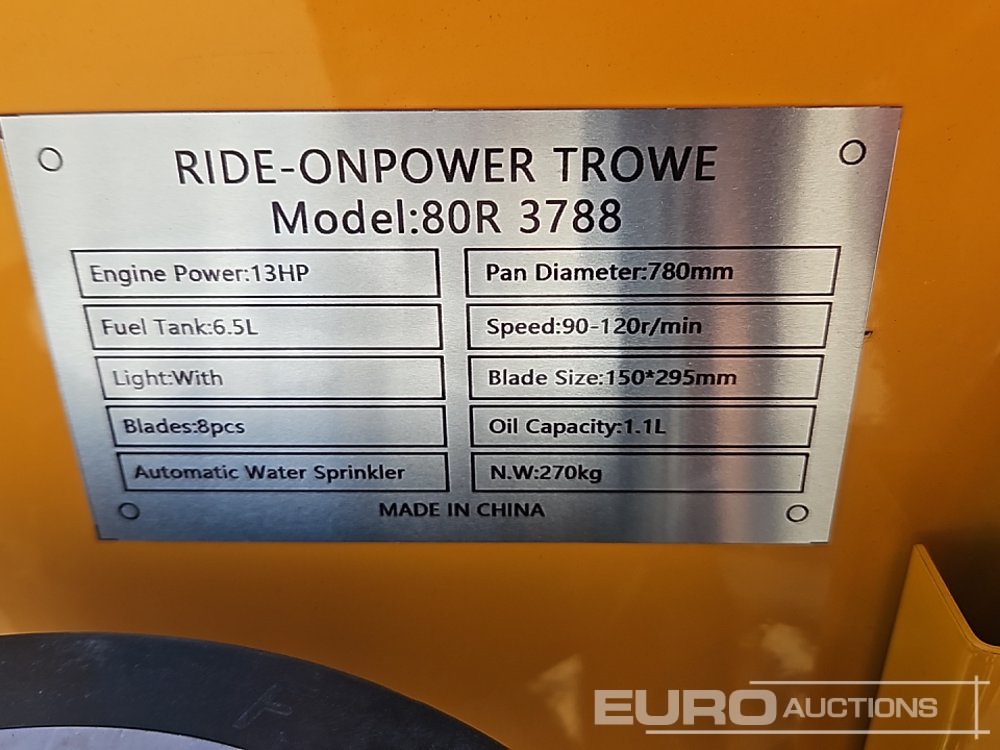 RIDE-ONPOWER TROWE
Model:80R 3788
Engine Power:13HP
Pan Diameter:780mm
Fuel Tank:6.5L
Speed:90-120r/min
Light:With
Blade Size:150*295mm
Blades:8pcs
Oil Capacity:1.1L
Automatic Water Sprinkler
N.W:270kg
MADE IN CHINA
EURO AUCTIONS